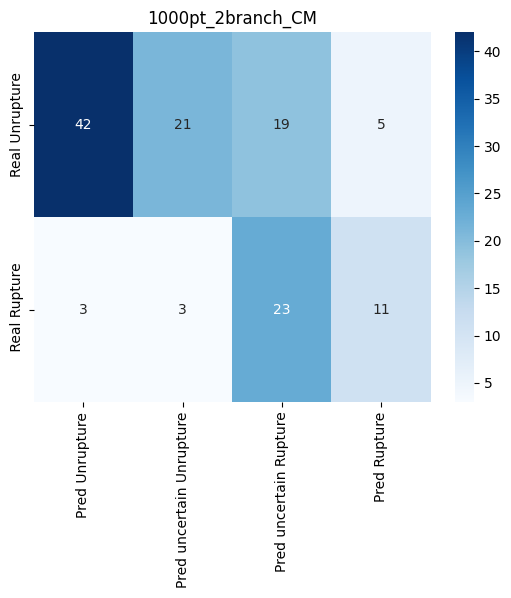 1000pt_2branch_CM
Real Unrupture
42
21
19
5
Real Rupture
3
3
23
11
Pred Unrupture
Pred uncertain Unrupture
Pred uncertain Rupture
Pred Rupture
40
35
30
25
20
15
10
5